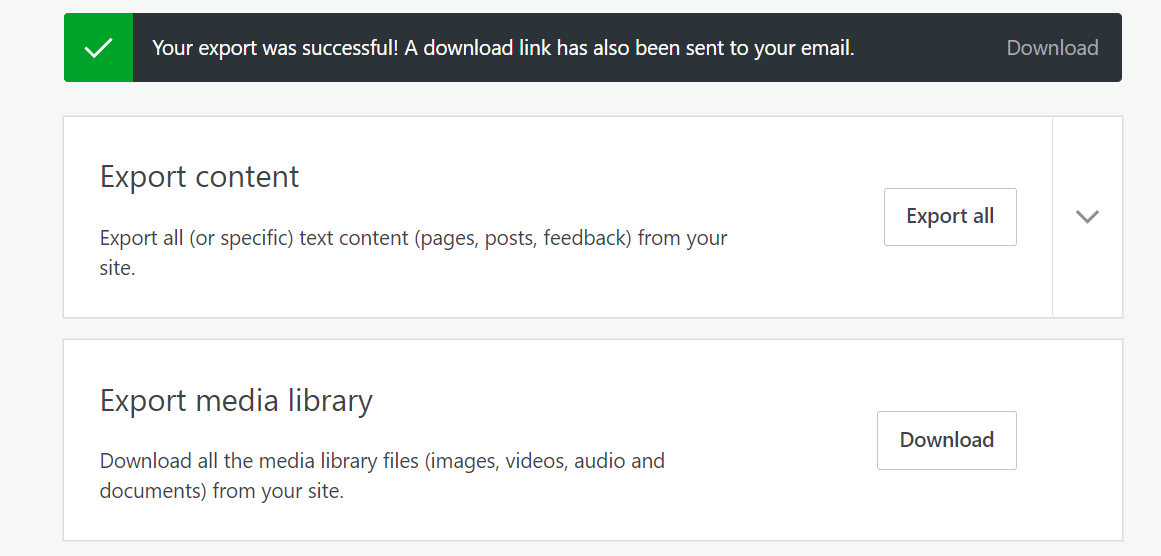 Your export was successful! A download link has also been sent to your email.
Download
Export content
Export all (or specific) text content (pages, posts, feedback) from your
site.
Export all
Export media library
Download all the media library files (images, videos, audio and
documents) from your site.
Download